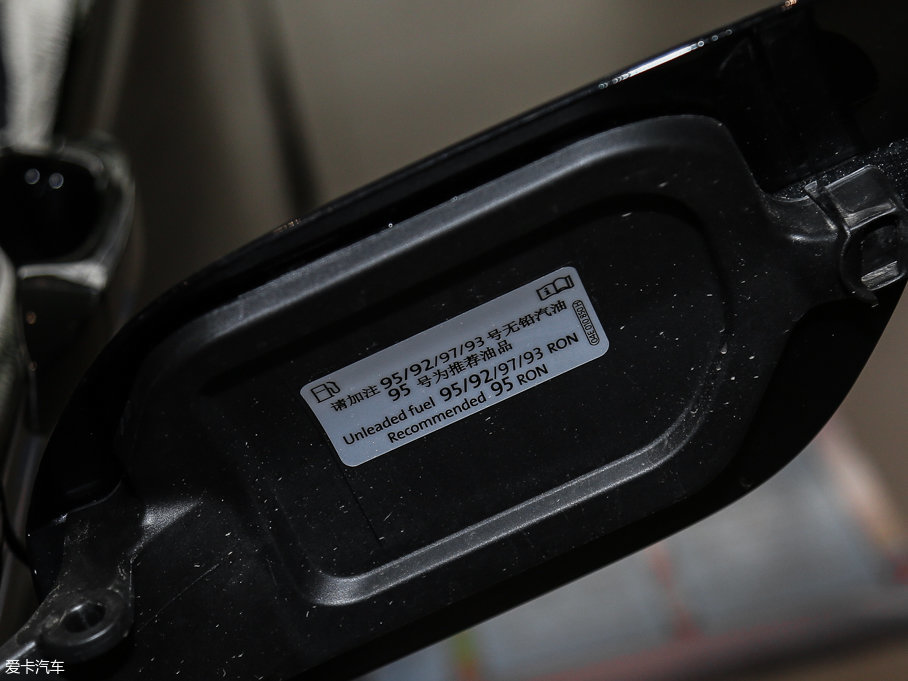 请加注 95/92/97/93 号无铅汽油
95 号为推荐油品
Unleaded fuel 95/92/97/93 RON
Recommended 95 RON
爱卡汽车